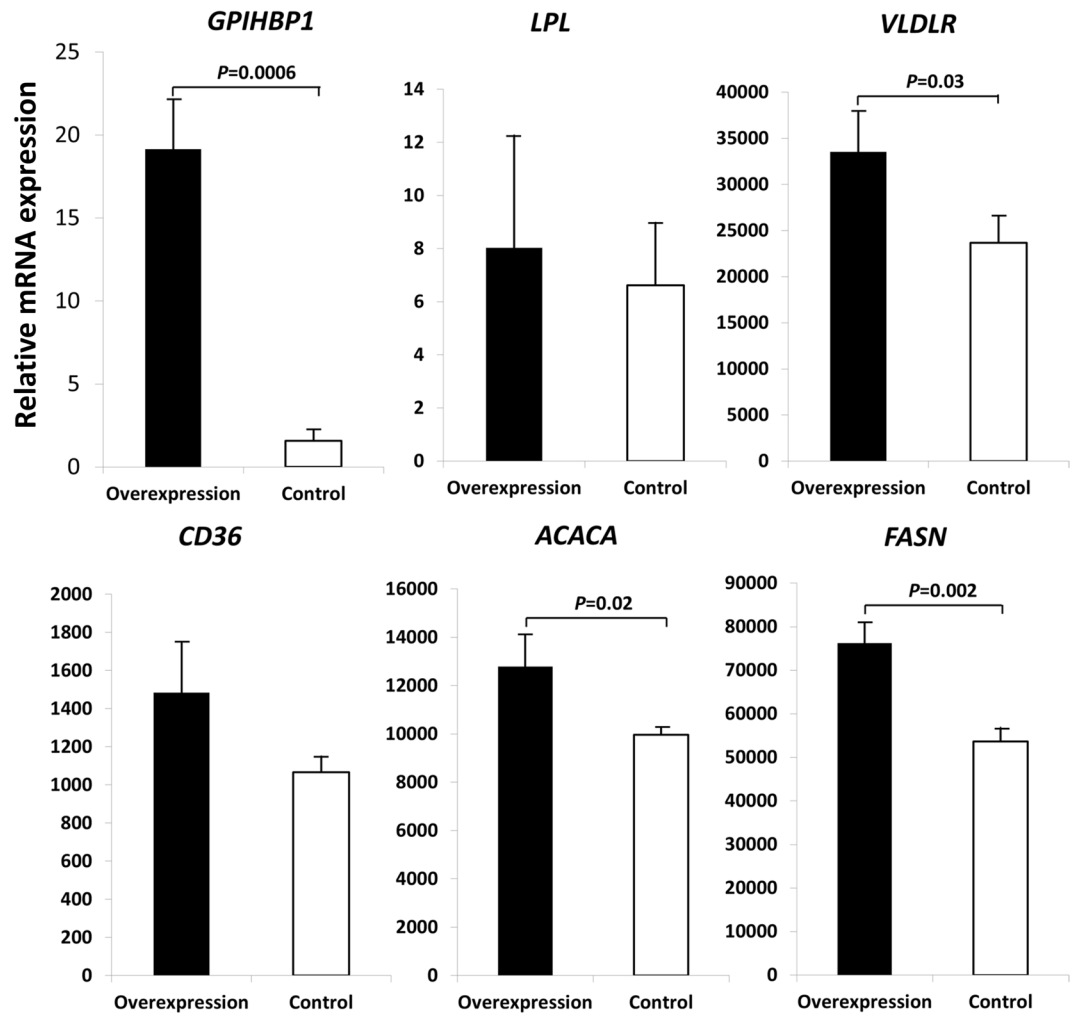 GPIHBP1
LPL
VLDLR
Relative mRNA expression
25
20
15
10
5
0
P=0.0006
Overexpression
Control
14
12
10
8
6
4
2
0
Overexpression
Control
40000
35000
30000
25000
20000
15000
10000
5000
0
P=0.03
Overexpression
Control
CD36
ACACA
FASN
2000
1800
1600
1400
1200
1000
800
600
400
200
0
Overexpression
Control
16000
14000
12000
10000
8000
6000
4000
2000
0
P=0.02
Overexpression
Control
90000
80000
70000
60000
50000
40000
30000
20000
10000
0
P=0.002
Overexpression
Control